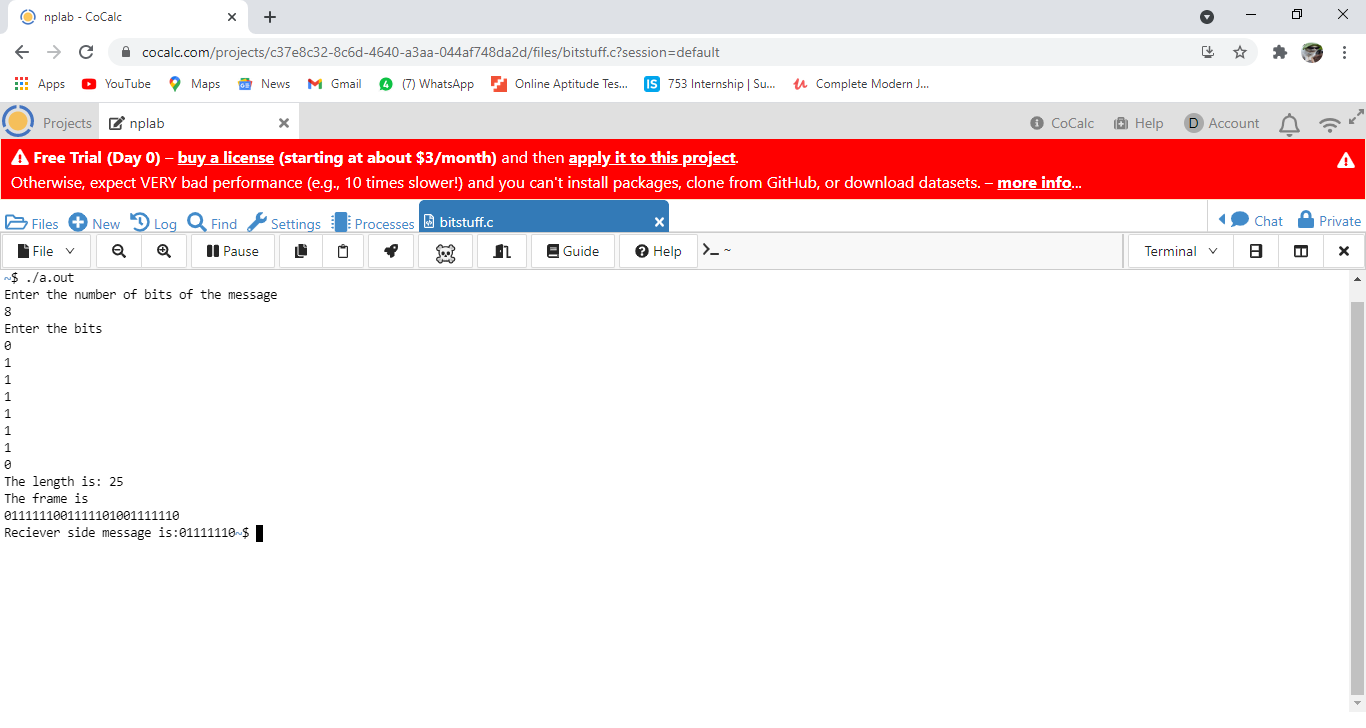 nplab - CoCalc
cocalc.com/projects/c37e8c32-8c6d-4640-a3aa-044af748da2d/files/bitstuff.c?session=default
Apps YouTube Maps News Gmail 4 (7) WhatsApp Online Aptitude Tes... IS 753 Internship | Su... Complete Modern J...
Projects nplab CoCalc Help D Account
Free Trial (Day 0) – buy a license (starting at about $3/month) and then apply it to this project.
Otherwise, expect VERY bad performance (e.g., 10 times slower!) and you can't install packages, clone from GitHub, or download datasets. – more info...
Files New Log Find Settings Processes bitstuff.c Chat Private
File Pause Guide Help >_ ~ Terminal
~$ ./a.out
Enter the number of bits of the message
8
Enter the bits
0
1
1
1
1
1
1
0
The length is: 25
The frame is
0111111001111101001111110
Reciever side message is:01111110~$